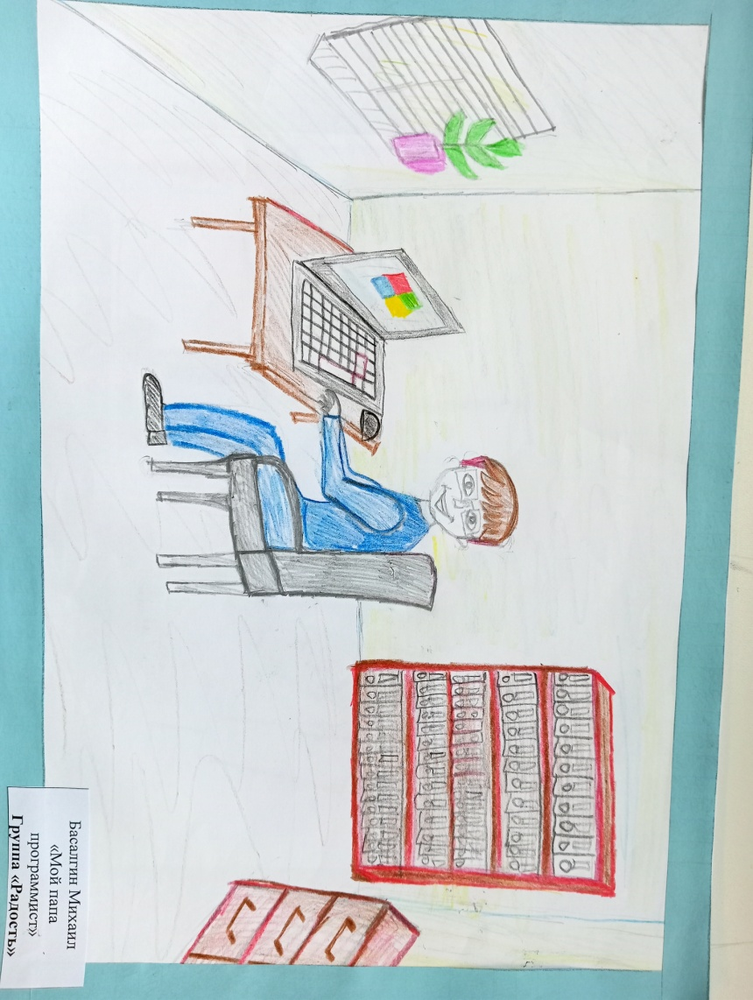 Басалгин Михаил
«Мой папа
программист»
Группа «Радость»